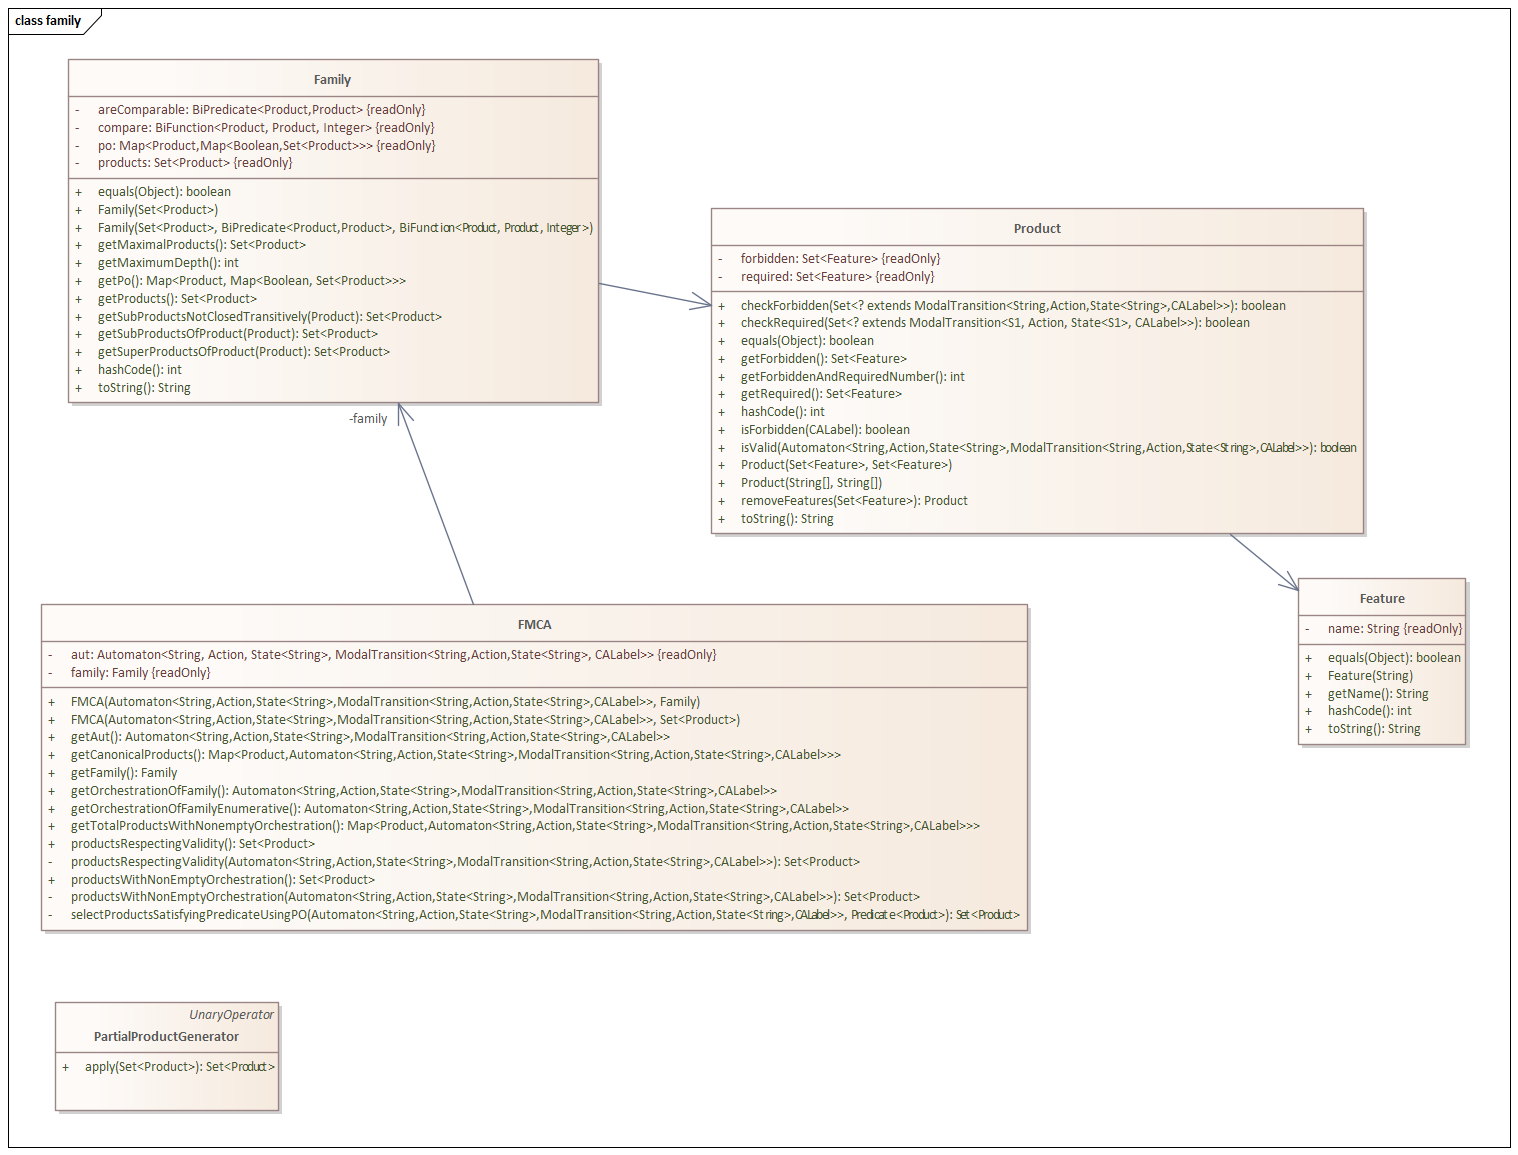 class family
Family
- areComparable: BiPredicate<Product,Product> {readOnly}
- compare: BiFunction<Product, Product, Integer> {readOnly}
- po: Map<Product,Map<Boolean,Set<Product>>> {readOnly}
- products: Set<Product> {readOnly}
+ equals(Object): boolean
+ Family(Set<Product>)
+ Family(Set<Product>, BiPredicate<Product,Product>, BiFunction<Product, Product, Integer>)
+ getMaximalProducts(): Set<Product>
+ getMaximumDepth(): int
+ getPo(): Map<Product, Map<Boolean, Set<Product>>>
+ getProducts(): Set<Product>
+ getSubProductsNotClosedTransitively(Product): Set<Product>
+ getSubProductsOfProduct(Product): Set<Product>
+ getSuperProductsOfProduct(Product): Set<Product>
+ hashCode(): int
+ toString(): String
Product
- forbidden: Set<Feature> {readOnly}
- required: Set<Feature> {readOnly}
+ checkForbidden(Set<? extends ModalTransition<String,Action,State<String>,CALabel>>): boolean
+ checkRequired(Set<? extends ModalTransition<S1, Action, State<S1>, CALabel>>): boolean
+ equals(Object): boolean
+ getForbidden(): Set<Feature>
+ getForbiddenAndRequiredNumber(): int
+ getRequired(): Set<Feature>
+ hashCode(): int
+ isForbidden(CALabel): boolean
+ isValid(Automaton<String,Action,State<String>,ModalTransition<String,Action,State<String>,CALabel>>): boolean
+ Product(Set<Feature>, Set<Feature>)
+ Product(String[], String[])
+ removeFeatures(Set<Feature>): Product
+ toString(): String
-family
Feature
- name: String {readOnly}
+ equals(Object): boolean
+ Feature(String)
+ getName(): String
+ hashCode(): int
+ toString(): String
FMCA
- aut: Automaton<String, Action, State<String>, ModalTransition<String,Action,State<String>, CALabel>> {readOnly}
- family: Family {readOnly}
+ FMCA(Automaton<String,Action,State<String>,ModalTransition<String,Action,State<String>,CALabel>>, Family)
+ FMCA(Automaton<String,Action,State<String>,ModalTransition<String,Action,State<String>,CALabel>>, Set<Product>)
+ getAut(): Automaton<String,Action,State<String>,ModalTransition<String,Action,State<String>,CALabel>>
+ getCanonicalProducts(): Map<Product,Automaton<String,Action,State<String>,ModalTransition<String,Action,State<String>,CALabel>>>
+ getFamily(): Family
+ getOrchestrationOfFamily(): Automaton<String,Action,State<String>,ModalTransition<String,Action,State<String>,CALabel>>
+ getOrchestrationOfFamilyEnumerative(): Automaton<String,Action,State<String>,ModalTransition<String,Action,State<String>,CALabel>>
+ getTotalProductsWithNonemptyOrchestration(): Map<Product,Automaton<String,Action,State<String>,ModalTransition<String,Action,State<String>,CALabel>>>
+ productsRespectingValidity(): Set<Product>
- productsRespectingValidity(Automaton<String,Action,State<String>,ModalTransition<String,Action,State<String>,CALabel>>): Set<Product>
+ productsWithNonEmptyOrchestration(): Set<Product>
- productsWithNonEmptyOrchestration(Automaton<String,Action,State<String>,ModalTransition<String,Action,State<String>,CALabel>>): Set<Product>
- selectProductsSatisfyingPredicateUsingPO(Automaton<String,Action,State<String>,ModalTransition<String,Action,State<String>,CALabel>>, Predicate<Product>): Set<Product>
UnaryOperator
PartialProductGenerator
+ apply(Set<Product>): Set<Product>